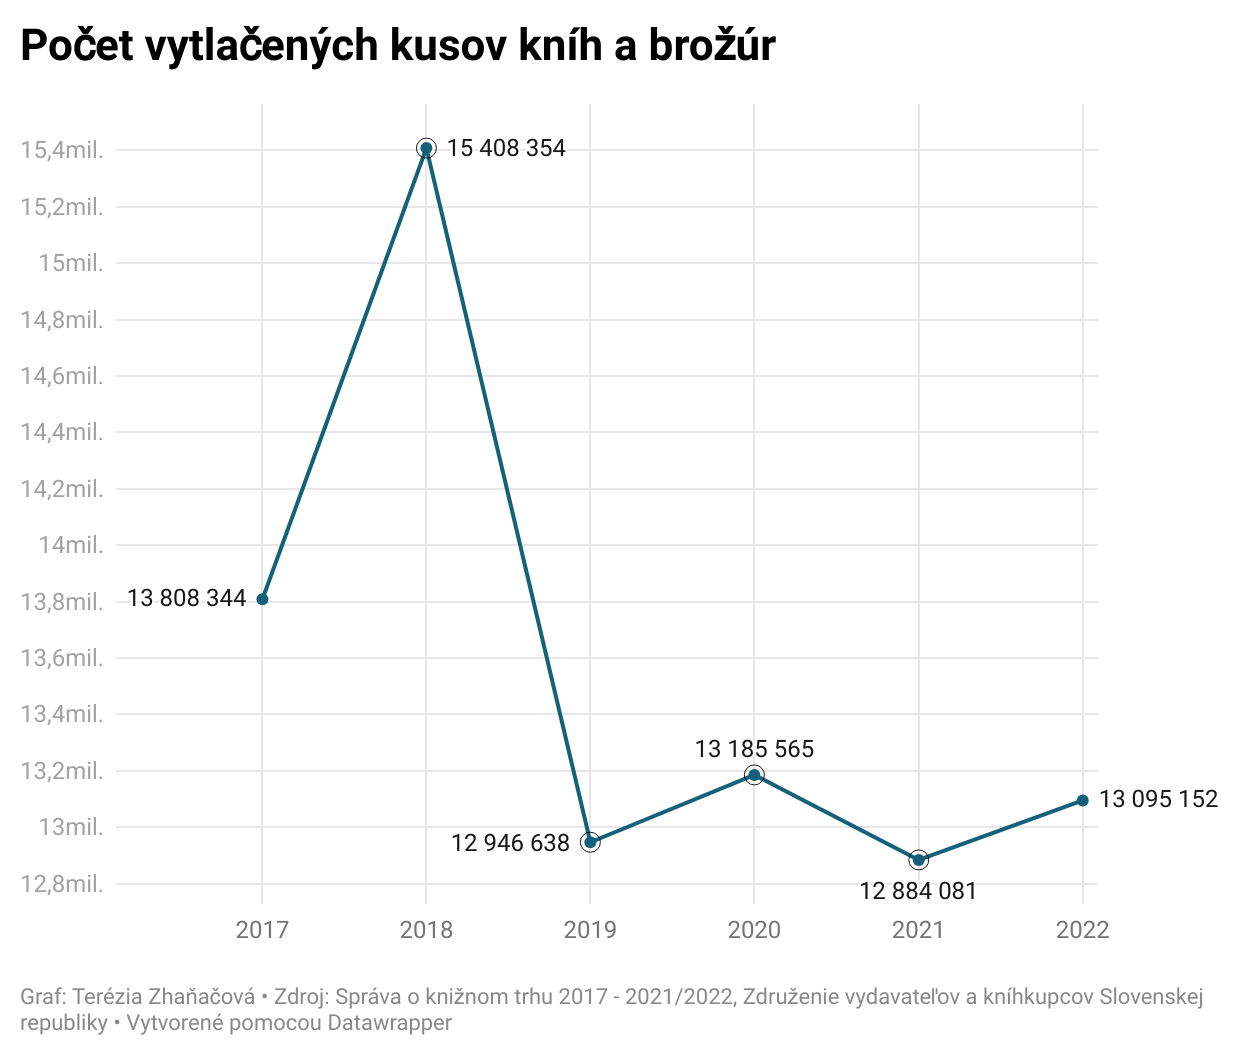 Počet vytlačených kusov kníh a brožúr
15,4mil.
15 408 354
15,2mil.
15mil.
14,8mil.
14,6mil.
14,4mil.
14,2mil.
14mil.
13,8mil.
13 808 344
13,6mil.
13,4mil.
13,2mil.
13 185 565
13 095 152
13mil.
12 946 638
12,8mil.
12 884 081
2017 2018 2019 2020 2021 2022
Graf: Terézia Zhaňačová • Zdroj: Správa o knižnom trhu 2017 - 2021/2022, Združenie vydavateľov a kníhkupcov Slovenskej
republiky • Vytvorené pomocou Datawrapper